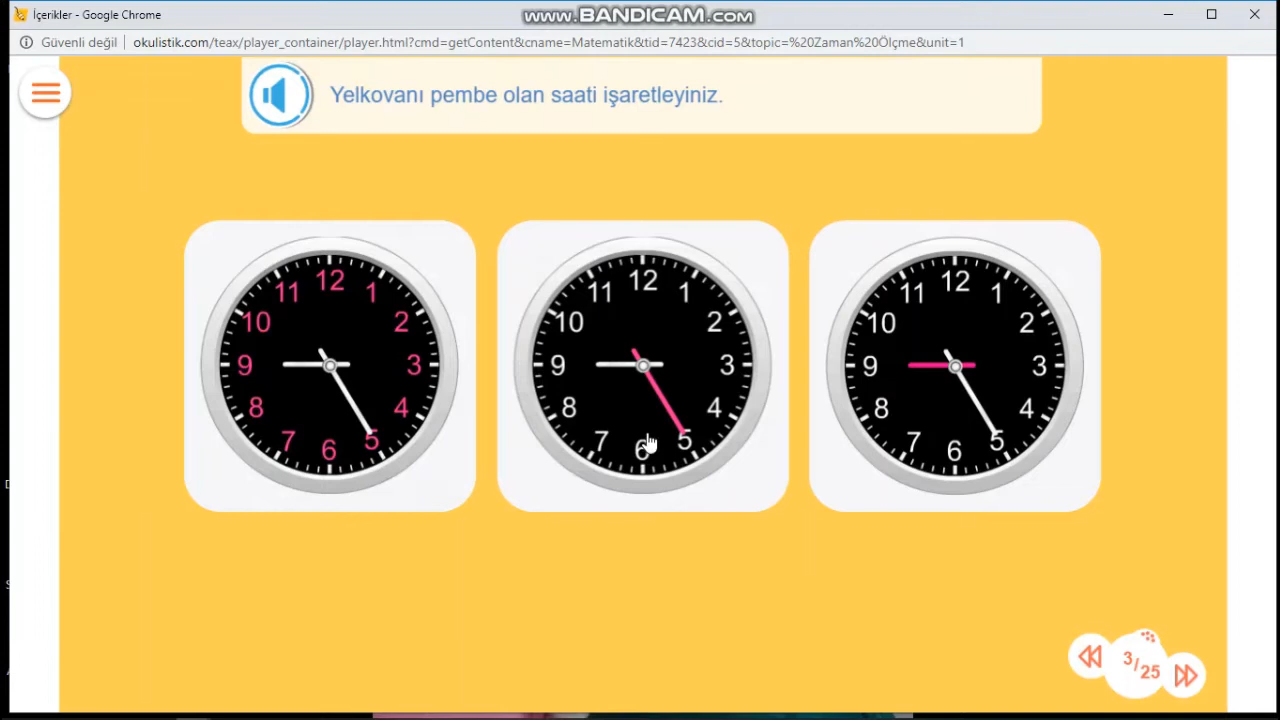 İçerikler - Google Chrome
www.BANDICAM.com
Güvenli değil
okulistik.com/teax/player_container/player.html?cmd=getContent&cname=Matematik&tid=7423&cid=5&topic=%20Zaman%20Ölçme&unit=1
Yelkovanı pembe olan saati işaretleyiniz.
12 1 2 3 4 5 6 7 8 9 10 11
12 1 2 3 4 5 6 7 8 9 10 11
12 1 2 3 4 5 6 7 8 9 10 11
3/25